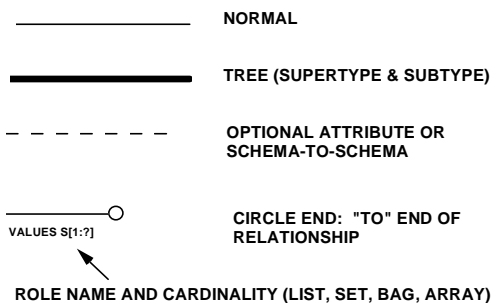 NORMAL
TREE (SUPERTYPE & SUBTYPE)
OPTIONAL ATTRIBUTE OR
SCHEMA-TO-SCHEMA
VALUES S[1:?]
CIRCLE END: "TO" END OF
RELATIONSHIP
ROLE NAME AND CARDINALITY (LIST, SET, BAG, ARRAY)